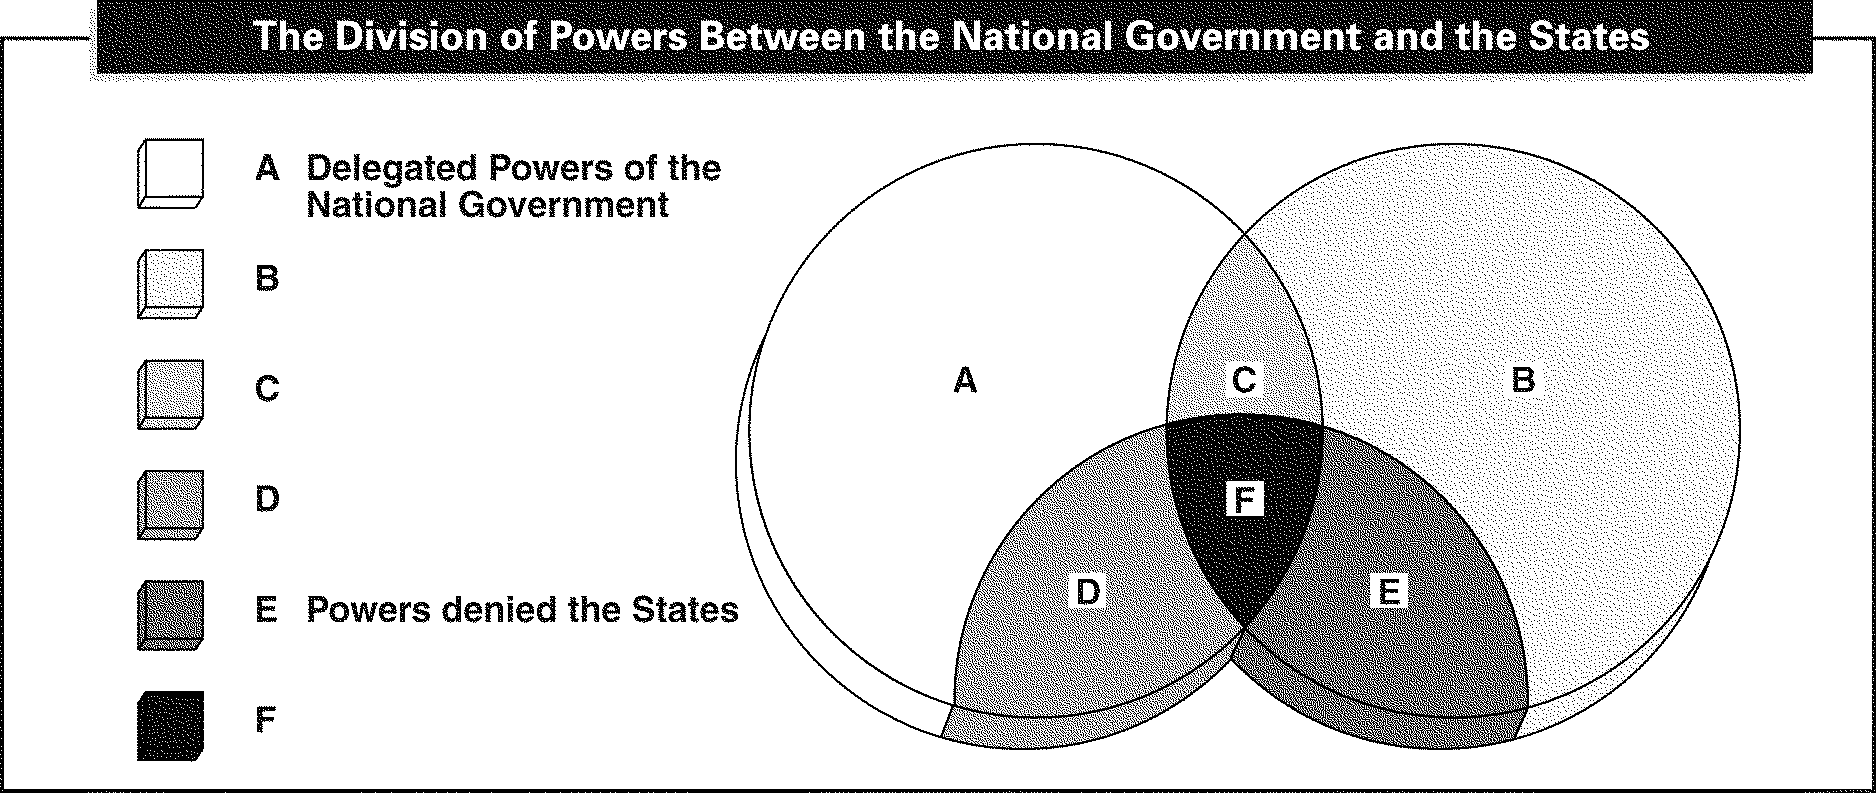 The Division of Powers Between the National Government and the States
A Delegated Powers of the
National Government
B
C
D
E Powers denied the States
F
A
C
B
F
D
E